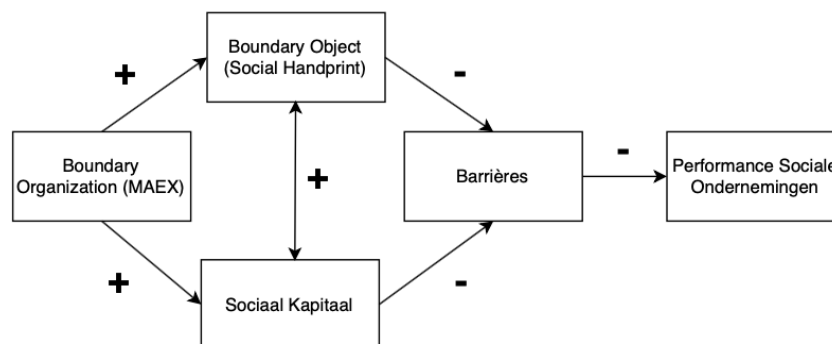 Boundary Object
(Social Handprint)
+
-
Boundary
Organization (MAEX)
+
Barrières
-
Performance Sociale
Ondernemingen
+
-
Sociaal Kapitaal